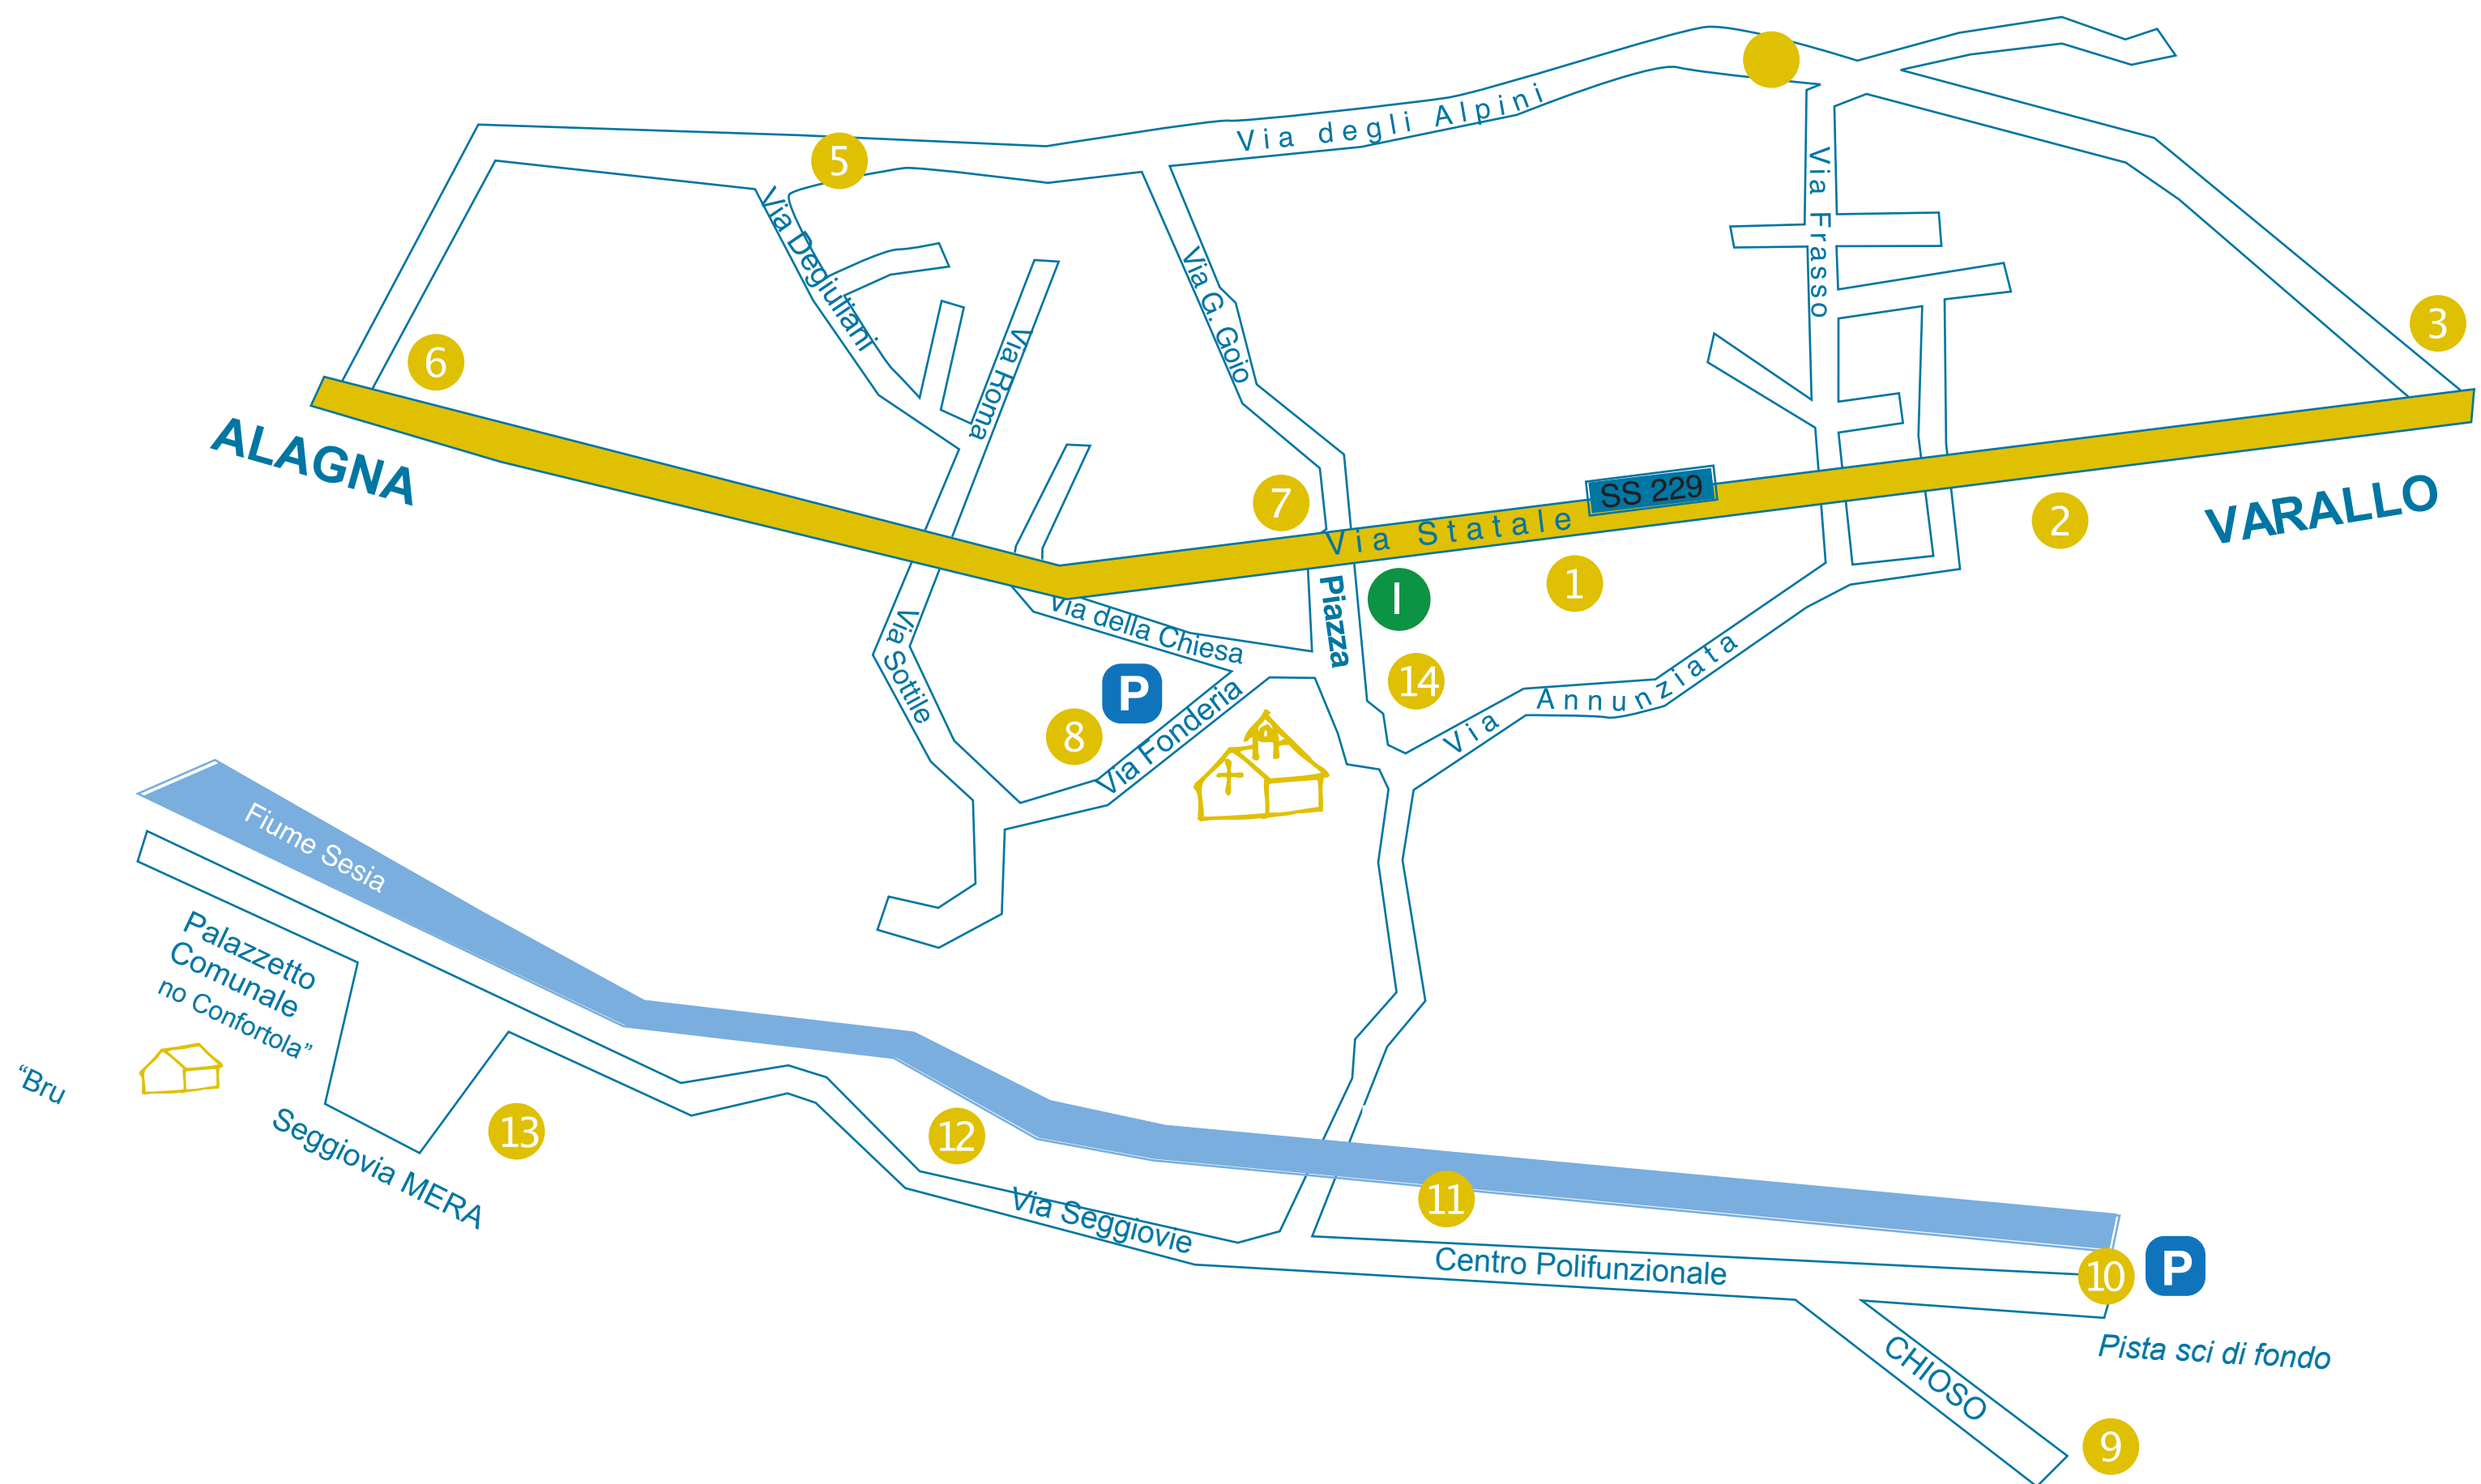 Via degli Alpini
5
Via Degiuliani
Via Frasso
Via G. Goio
3
Via Roma
6
ALAGNA
7
SS 229
Via Statale
2
VARALLO
1
I
Piazza
Via della Chiesa
Via Sottile
14
P
8
Via Fonderia
Via Annunziata
Fiume Sesia
Palazzetto
Comunale
“Bru
no Confortola”
Seggiovia MERA
13
12
11
Via Seggiovie
Centro Polifunzionale
10
P
Pista sci di fondo
CHIOSO
9